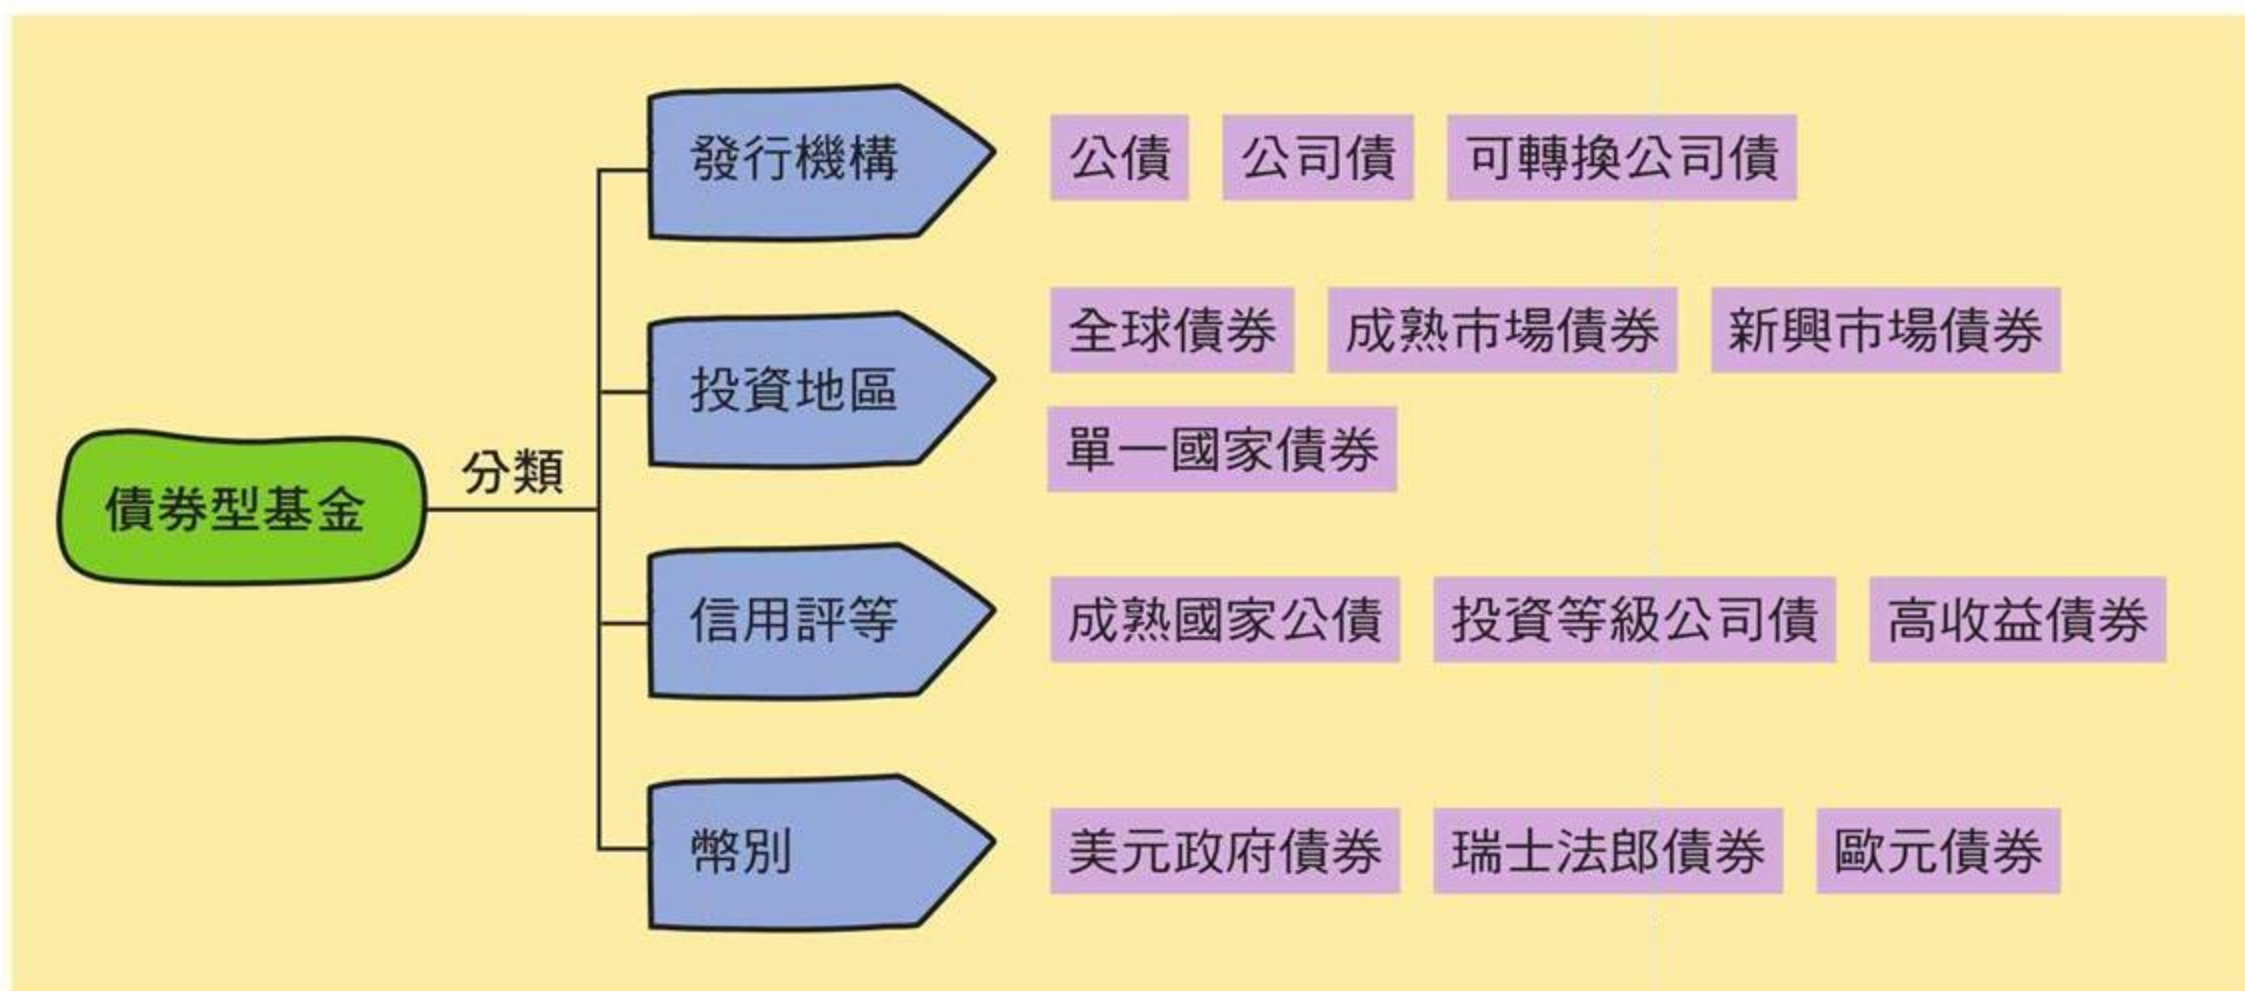 債券型基金
分類
發行機構
公債 公司債 可轉換公司債
投資地區
全球債券 成熟市場債券 新興市場債券
單一國家債券
信用評等
成熟國家公債 投資等級公司債 高收益債券
幣別
美元政府債券 瑞士法郎債券 歐元債券